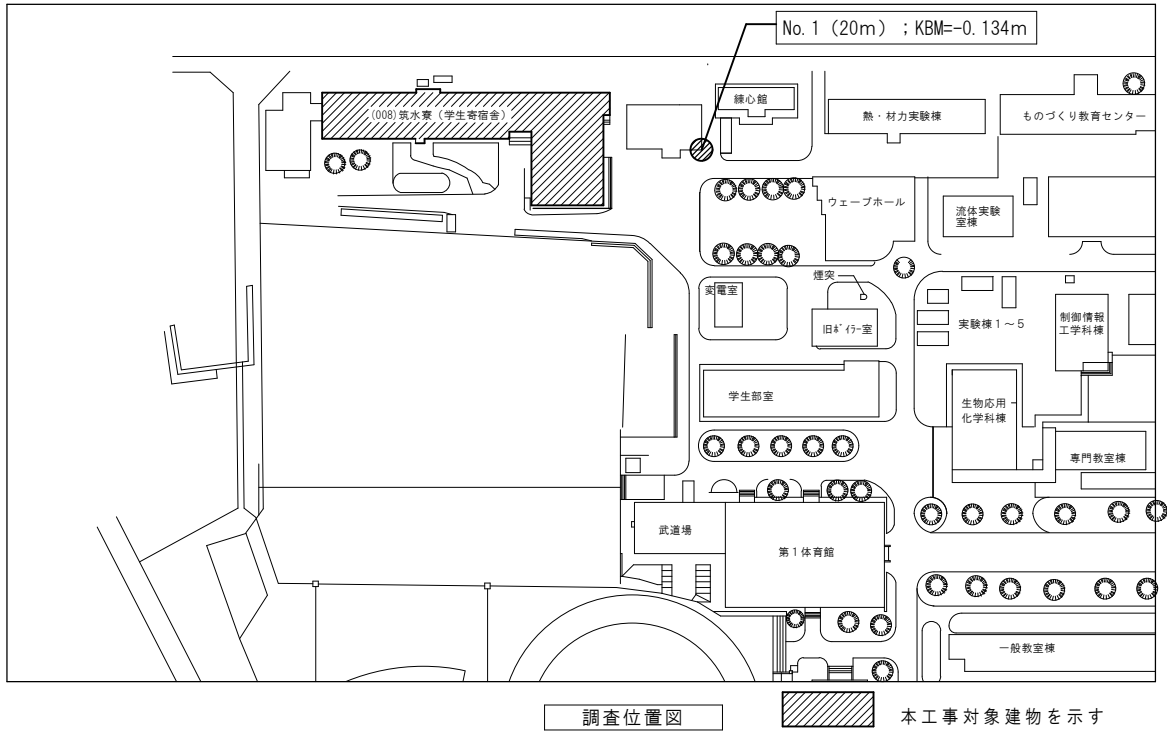 No. 1 (20m) ; KBM=-0.134m
(008)筑水寮(学生寄宿舎)
練心館
熱・材力実験棟
ものづくり教育センター
ウェーブホール
流体実験
室棟
煙突
変電室
旧ボイラー室
実験棟1~5
制御情報
工学科棟
学生部室
生物応用
化学科棟
専門教室棟
武道場
第1体育館
一般教室棟
調査位置図
本工事対象建物を示す